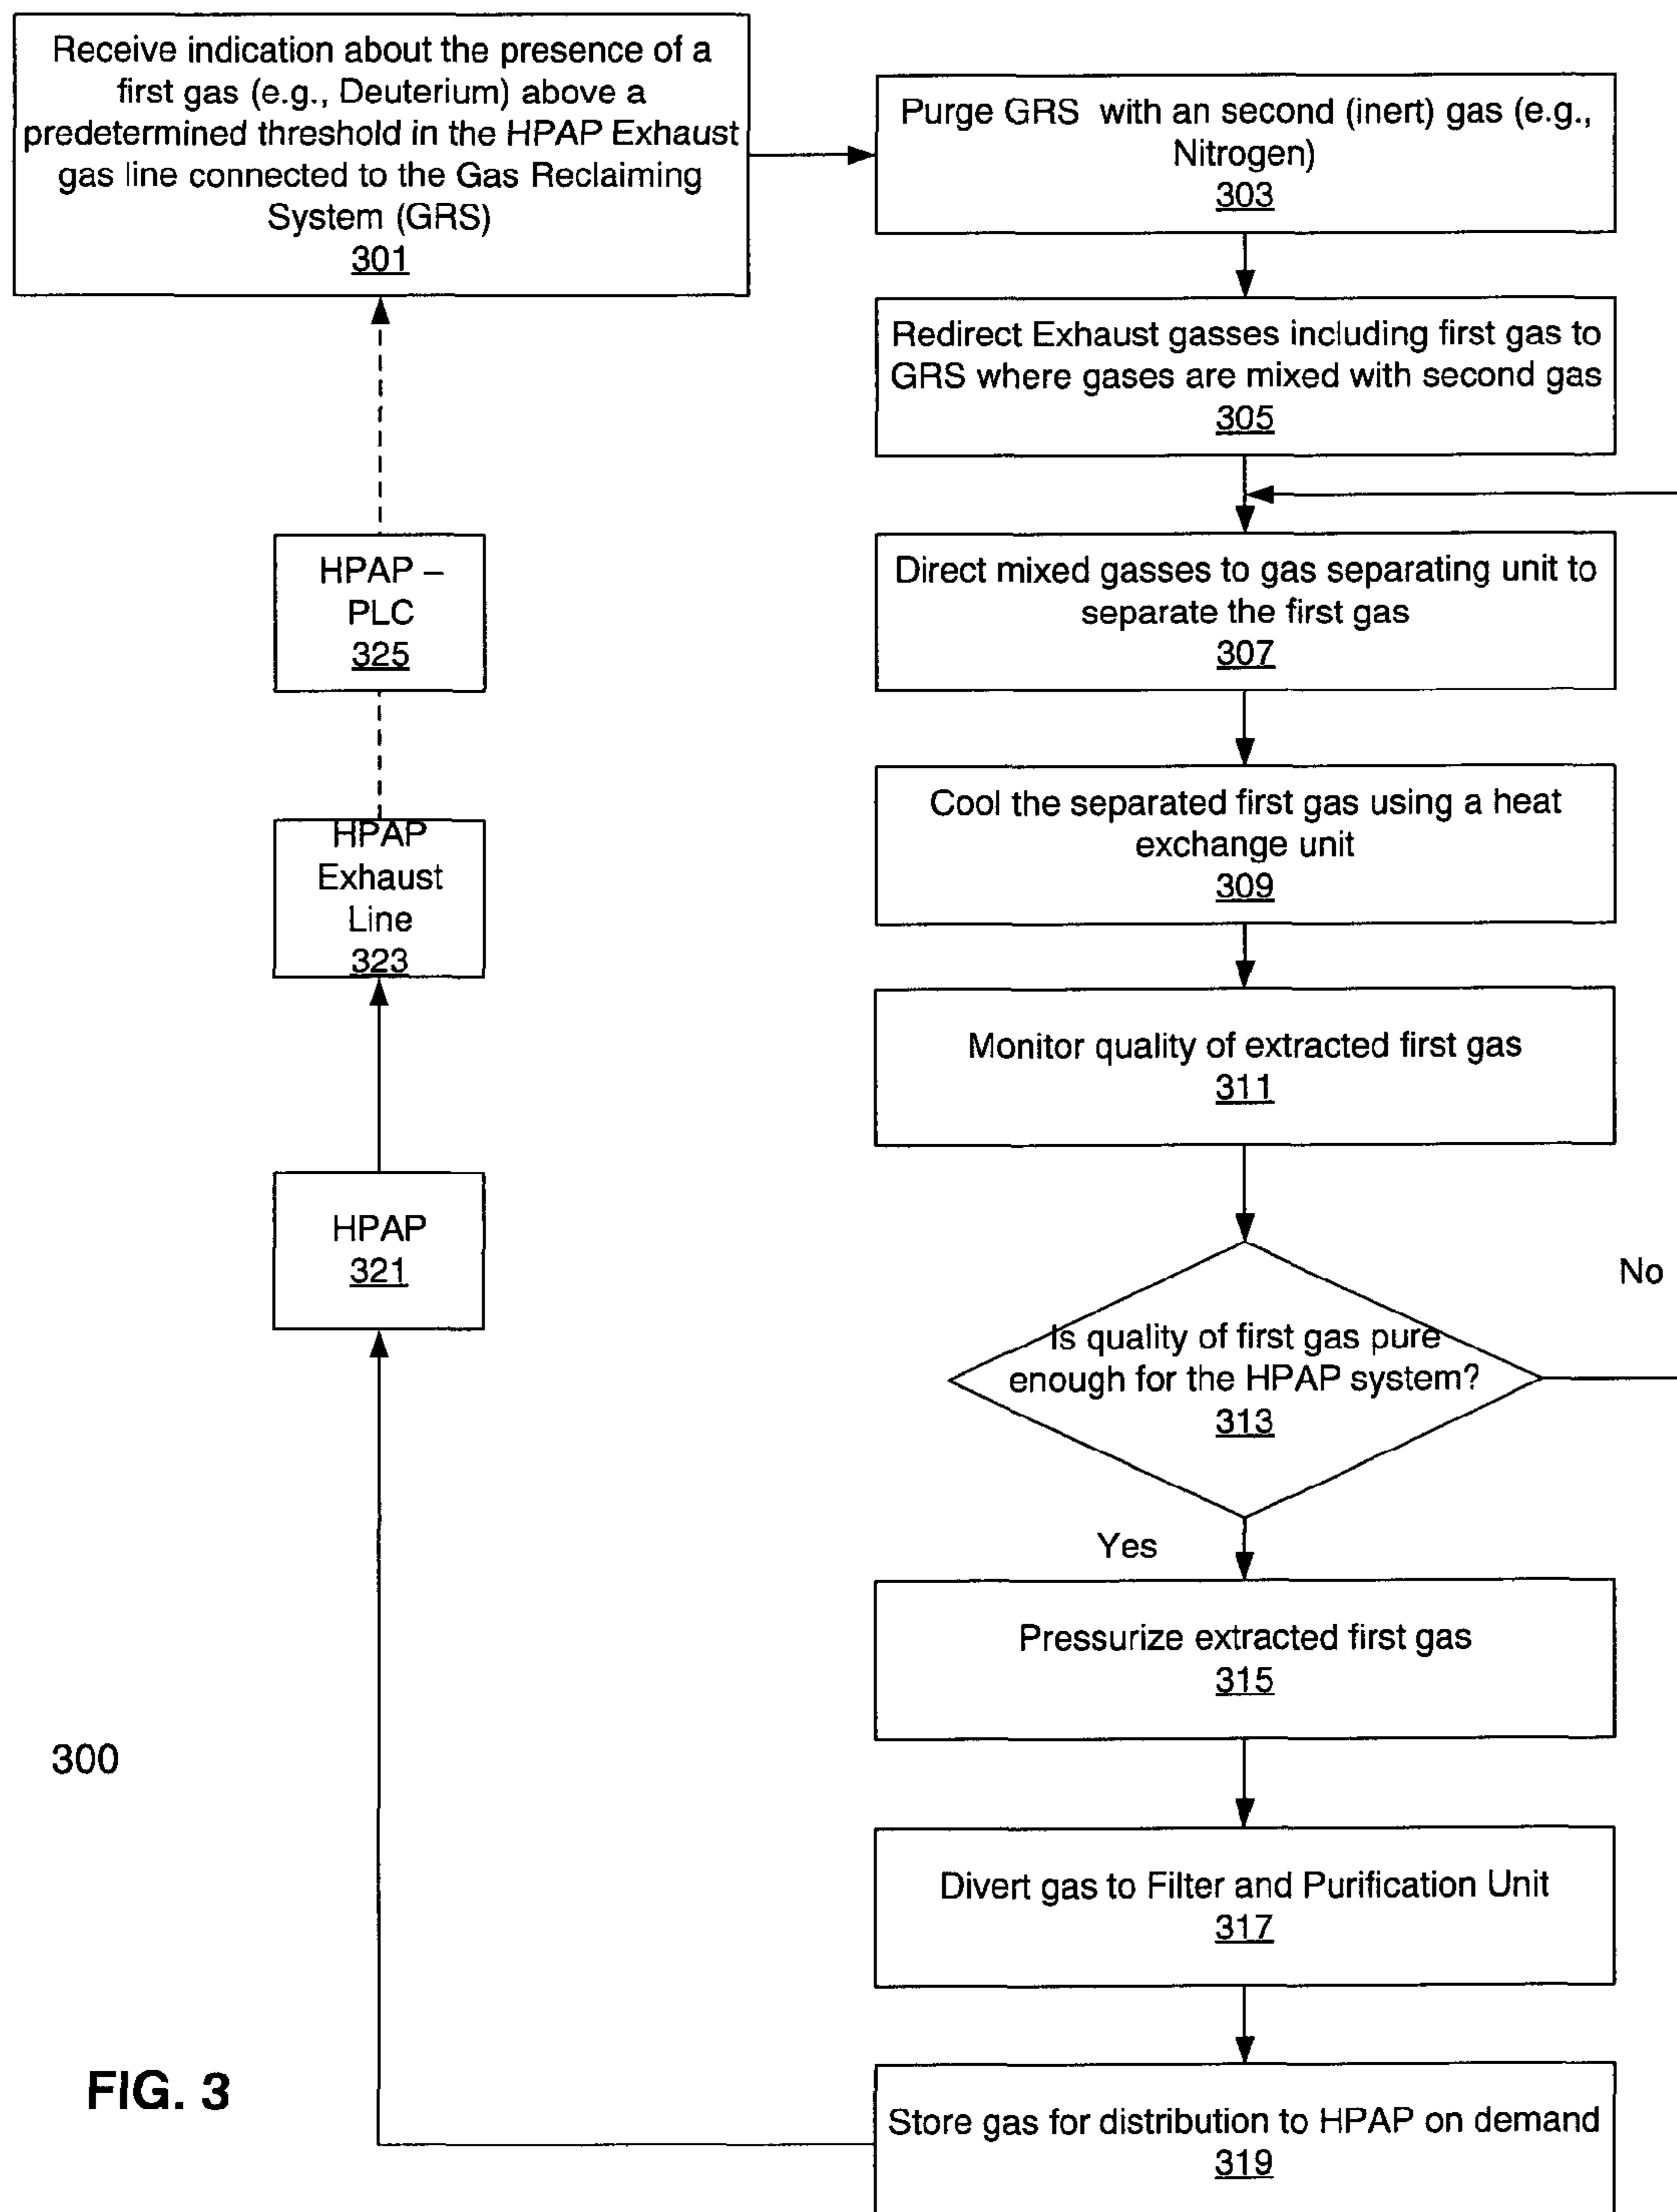 Receive indication about the presence of a
first gas (e.g., Deuterium) above a
predetermined threshold in the HPAP Exhaust
gas line connected to the Gas Reclaiming
System (GRS)
301
Purge GRS with an second (inert) gas (e.g.,
Nitrogen)
303
Redirect Exhaust gasses including first gas to
GRS where gases are mixed with second gas
305
Direct mixed gasses to gas separating unit to
separate the first gas
307
Cool the separated first gas using a heat
exchange unit
309
Monitor quality of extracted first gas
311
Is quality of first gas pure
enough for the HPAP system?
313
No
Yes
Pressurize extracted first gas
315
Divert gas to Filter and Purification Unit
317
Store gas for distribution to HPAP on demand
319
HPAP –
PLC
325
HPAP
Exhaust
Line
323
HPAP
321
300
FIG. 3